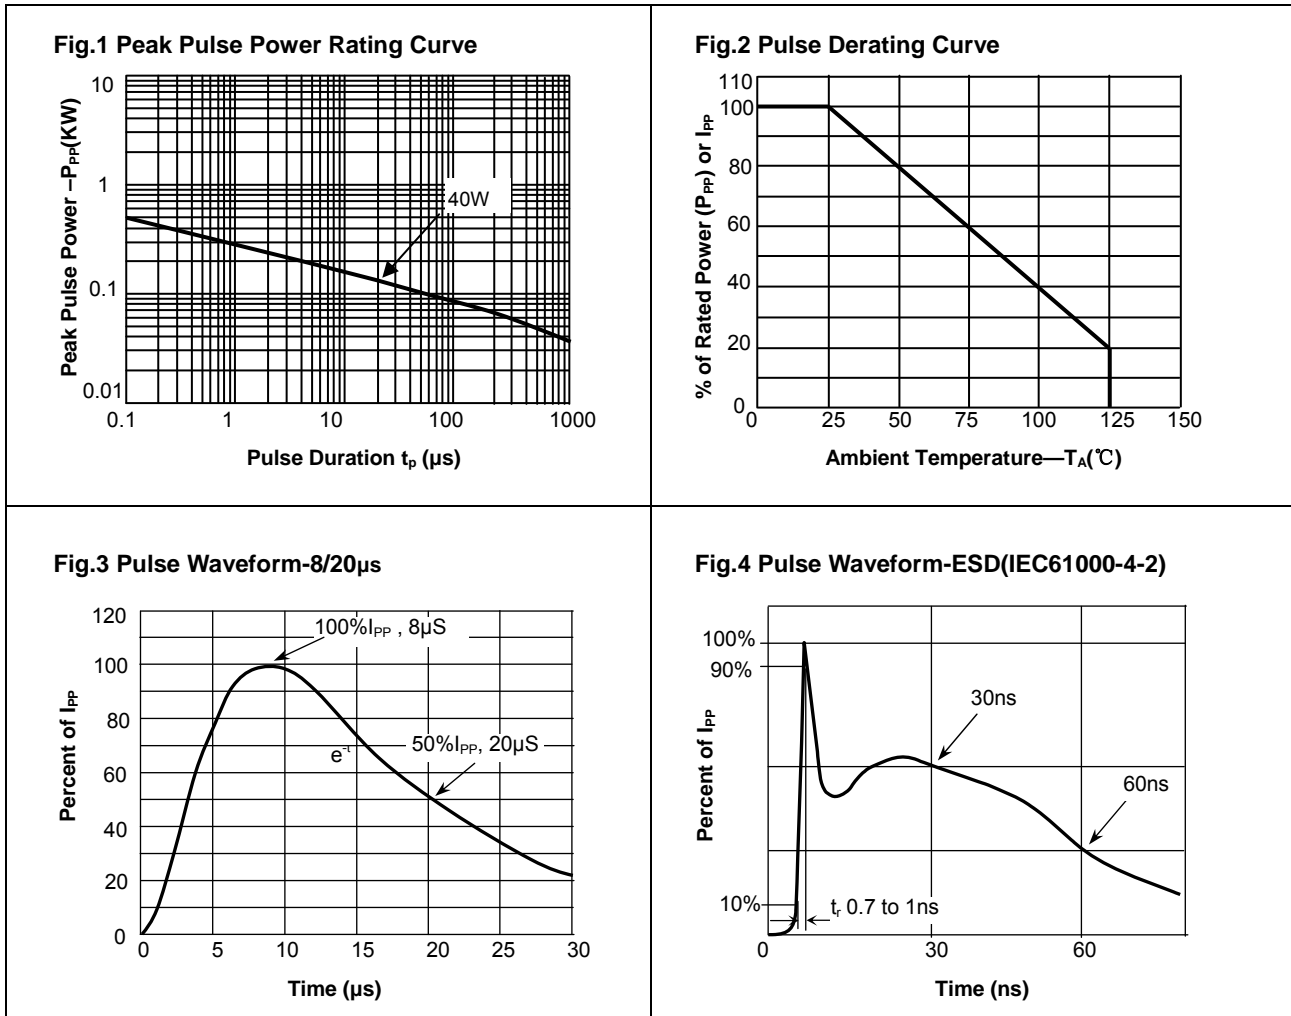 Fig.1 Peak Pulse Power Rating Curve
Peak Pulse Power –PPP(KW)
10
1
0.1
0.01
40W
0.1 1 10 100 1000
Pulse Duration tp (µs)
Fig.2 Pulse Derating Curve
% of Rated Power (PPP) or IPP
110
100
80
60
40
20
0
25 50 75 100 125 150
Ambient Temperature—TA(℃)
Fig.3 Pulse Waveform-8/20µs
Percent of IPP
120
100
80
60
40
20
0
100%IPP , 8µS
e-t
50%IPP, 20µS
0 5 10 15 20 25 30
Time (µs)
Fig.4 Pulse Waveform-ESD(IEC61000-4-2)
Percent of IPP
100%
90%
10%
30ns
60ns
tr 0.7 to 1ns
0 30 60
Time (ns)